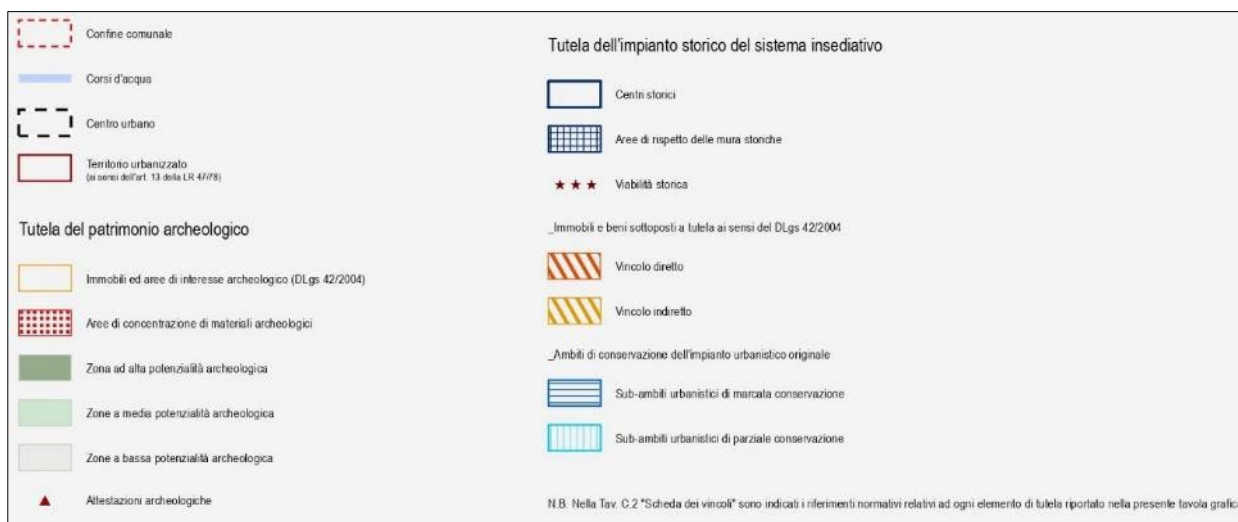 Confine comunale
Corsi d'acqua
Centro urbano
Territorio urbanizzato
(ai sensi dell'art. 13 della LR 47/78)
Tutela del patrimonio archeologico
Immobili ed aree di interesse archeologico (DLgs 42/2004)
Aree di concentrazione di materiali archeologici
Zona ad alta potenzialità archeologica
Zone a media potenzialità archeologica
Zone a bassa potenzialità archeologica
Attestazioni archeologiche
Tutela dell'impianto storico del sistema insediativo
Centri storici
Aree di rispetto delle mura storiche
Viabilità storica
_Immobili e beni sottoposti a tutela ai sensi del DLgs 42/2004
Vincolo diretto
Vincolo indiretto
_Ambiti di conservazione dell'impianto urbanistico originale
Sub-ambiti urbanistici di marcata conservazione
Sub-ambiti urbanistici di parziale conservazione
N.B. Nella Tav. C.2 "Scheda dei vincoli" sono indicati i riferimenti normativi relativi ad ogni elemento di tutela riportato nella presente tavola grafic